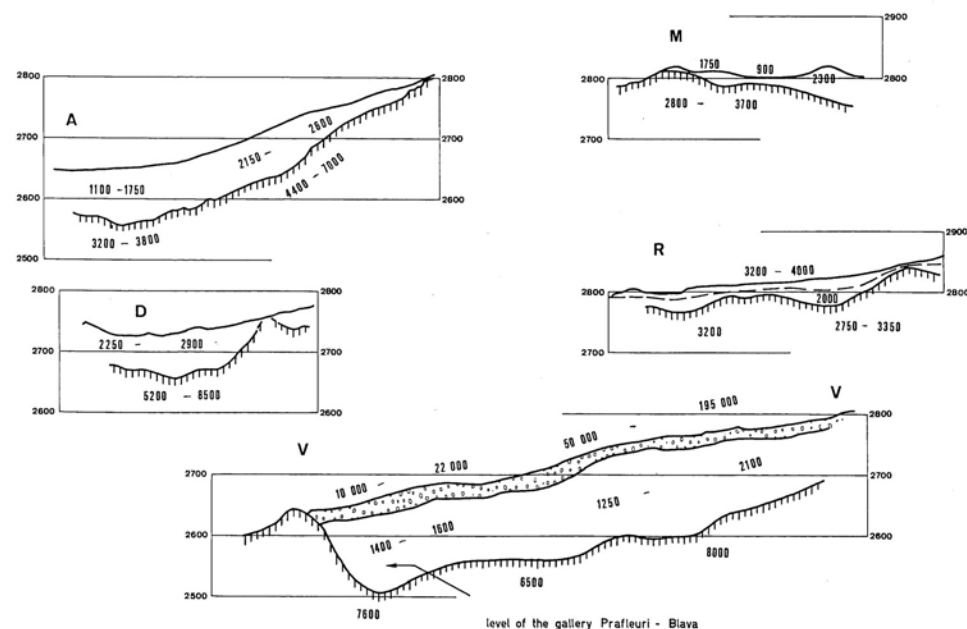 A
2800
2700
2600
2500
2800
2700
2600
2600
2150 -
4400 - 7000
1100 - 1750
3200 - 3800
M
2900
2800
2800
2700
1750
900
2300
2800 - 3700
D
2800
2700
2600
2800
2700
2600
2250 - 2900
5200 - 8500
R
2900
2800
2800
2700
3200 - 4000
2000
3200
2750 - 3350
V
V
2800
2700
2700
2600
2600
2500
195 000
50 000 -
22 000
10 000 -
2100
1250 -
1600
1400 -
8000
6500
7600
level of the gallery Prafleuri - Blava